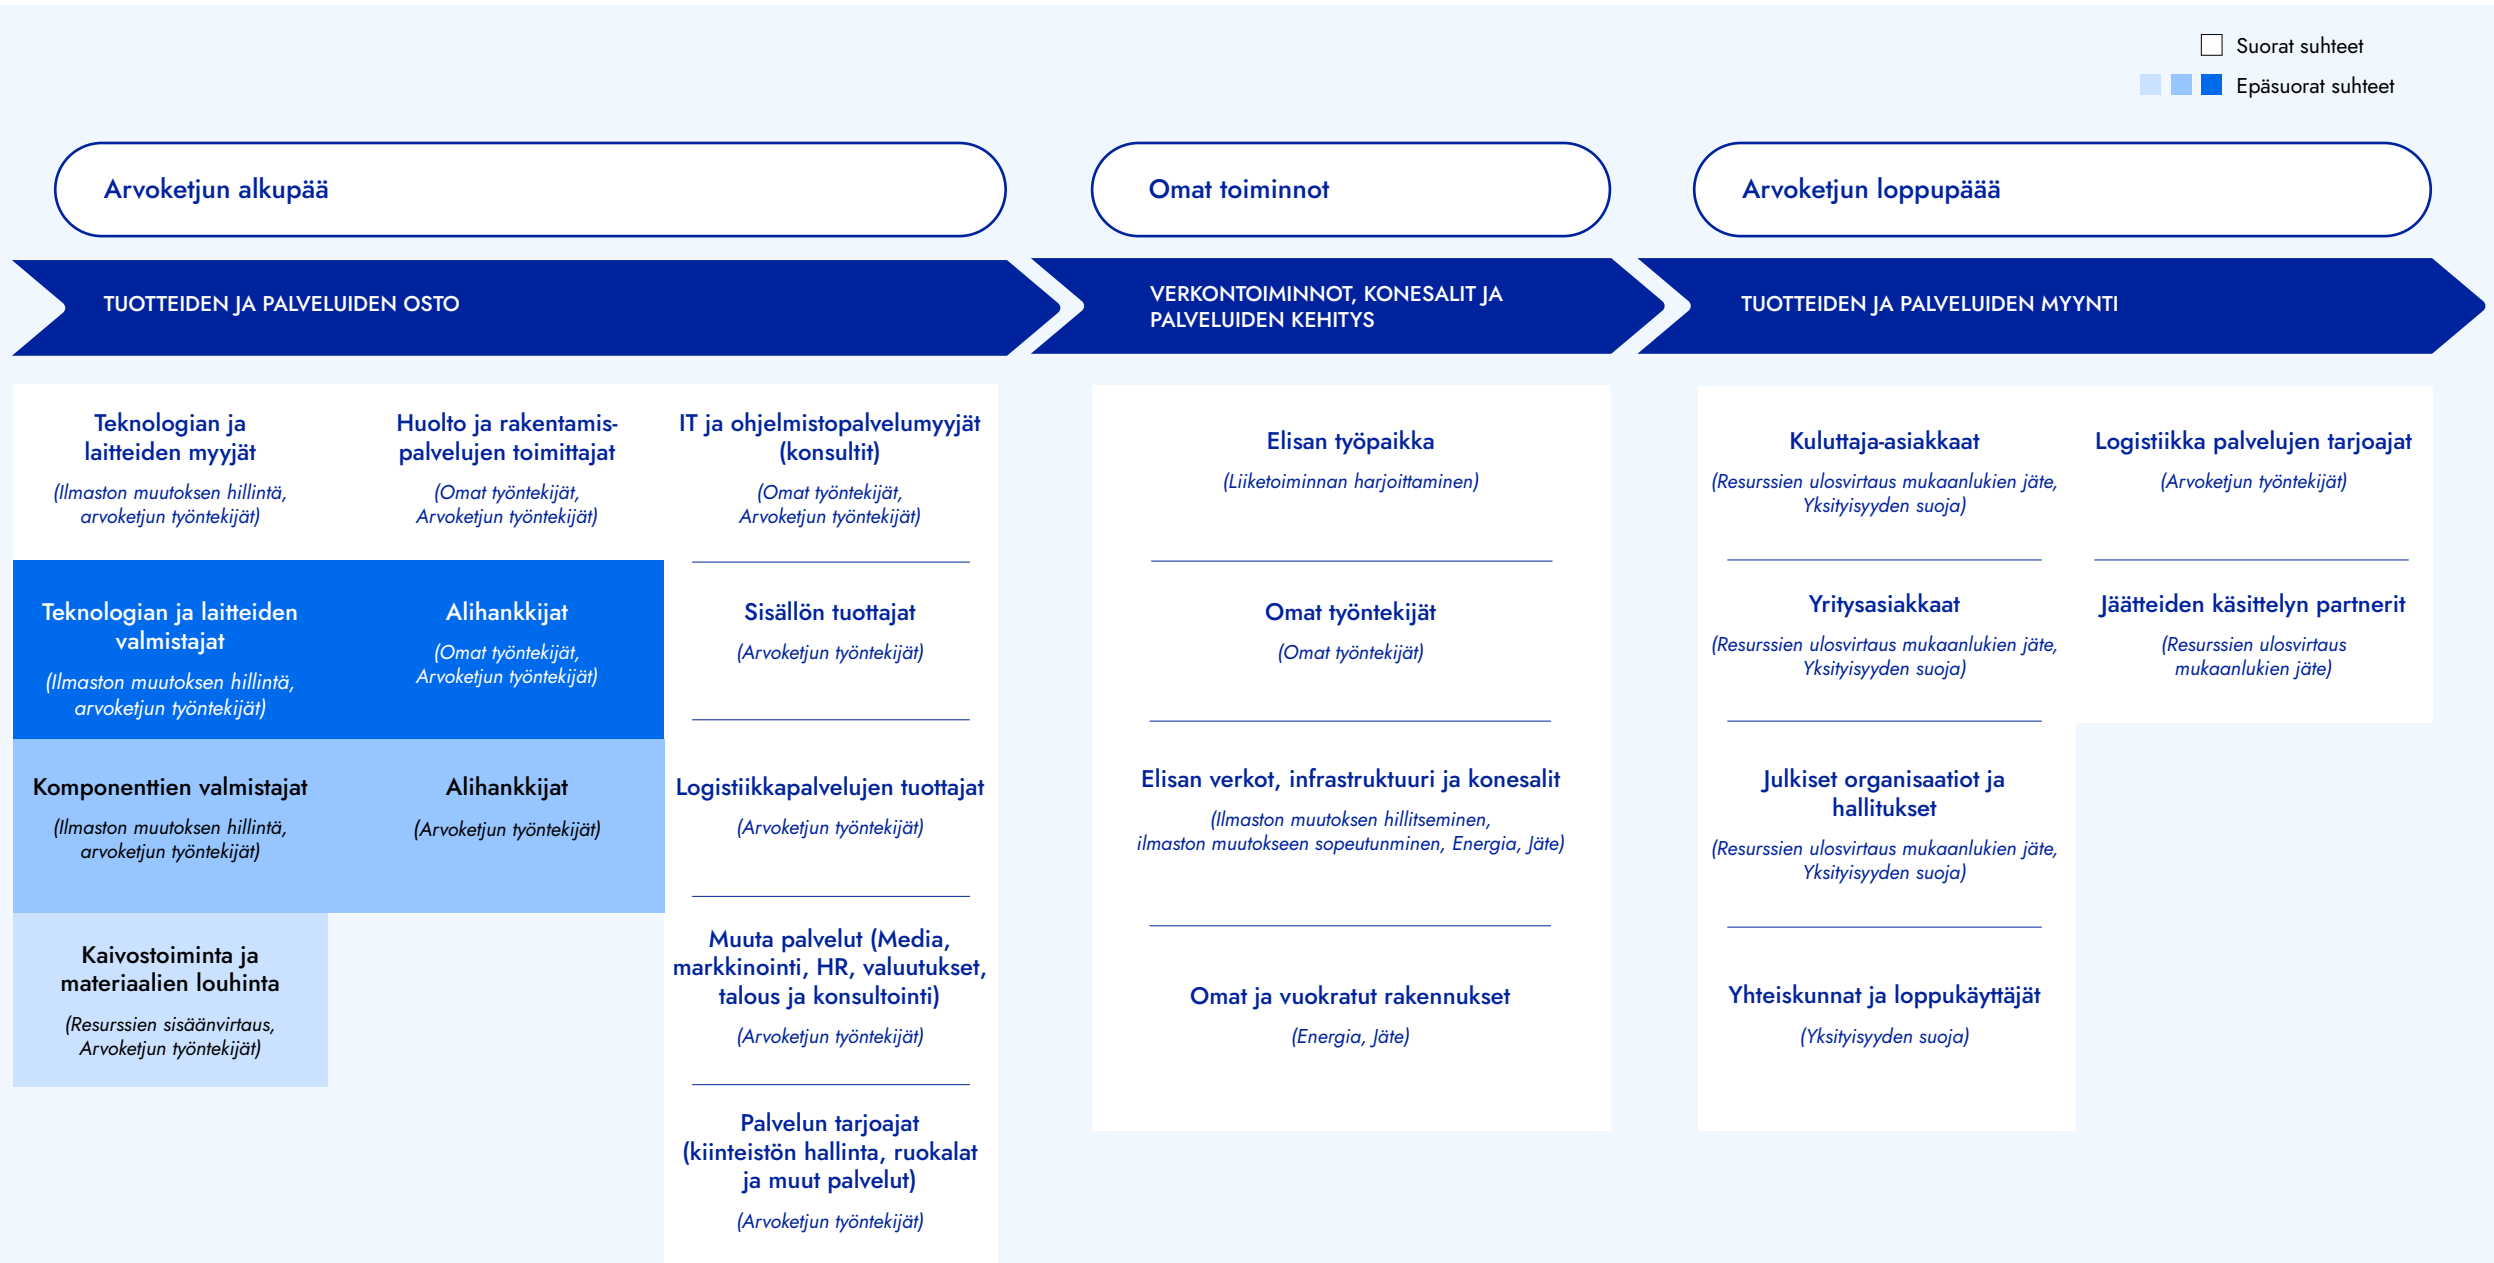 Suorat suhteet
Epäsuorat suhteet
Arvoketjun alkupää
Omat toiminnot
Arvoketjun loppupäää
TUOTTEIDEN JA PALVELUIDEN OSTO
VERKONTOIMINNOT, KONESALIT JA
PALVELUIDEN KEHITYS
TUOTTEIDEN JA PALVELUIDEN MYYNTI
Teknologian ja
laitteiden myyjät
(Ilmaston muutoksen hillintä,
arvoketjun työntekijät)
Teknologian ja laitteiden
valmistajat
(Ilmaston muutoksen hillintä,
arvoketjun työntekijät)
Komponenttien valmistajat
(Ilmaston muutoksen hillintä,
arvoketjun työntekijät)
Kaivostoiminta ja
materiaalien louhinta
(Resurssien sisäänvirtaus,
Arvoketjun työntekijät)
Huolto ja rakentamis-
palvelujen toimittajat
(Omat työntekijät,
Arvoketjun työntekijät)
Alihankkijat
(Omat työntekijät,
Arvoketjun työntekijät)
Alihankkijat
(Arvoketjun työntekijät)
IT ja ohjelmistopalvelumyyjät
(konsultit)
(Omat työntekijät,
Arvoketjun työntekijät)
Sisällön tuottajat
(Arvoketjun työntekijät)
Logistiikkapalvelujen tuottajat
(Arvoketjun työntekijät)
Muuta palvelut (Media,
markkinointi, HR, valuutukset,
talous ja konsultointi)
(Arvoketjun työntekijät)
Palvelun tarjoajat
(kiinteistön hallinta, ruokalat
ja muut palvelut)
(Arvoketjun työntekijät)
Elisan työpaikka
(Liiketoiminnan harjoittaminen)
Omat työntekijät
(Omat työntekijät)
Elisan verkot, infrastruktuuri ja konesalit
(Ilmaston muutoksen hillitseminen,
ilmaston muutokseen sopeutunminen, Energia, Jäte)
Omat ja vuokratut rakennukset
(Energia, Jäte)
Kuluttaja-asiakkaat
(Resurssien ulosvirtaus mukaanlukien jäte,
Yksityisyyden suoja)
Yritysasiakkaat
(Resurssien ulosvirtaus mukaanlukien jäte,
Yksityisyyden suoja)
Julkiset organisaatiot ja
hallitukset
(Resurssien ulosvirtaus mukaanlukien jäte,
Yksityisyyden suoja)
Yhteiskunnat ja loppukäyttäjät
(Yksityisyyden suoja)
Logistiikka palvelujen tarjoajat
(Arvoketjun työntekijät)
Jäätteiden käsittelyn partnerit
(Resurssien ulosvirtaus
mukaanlukien jäte)